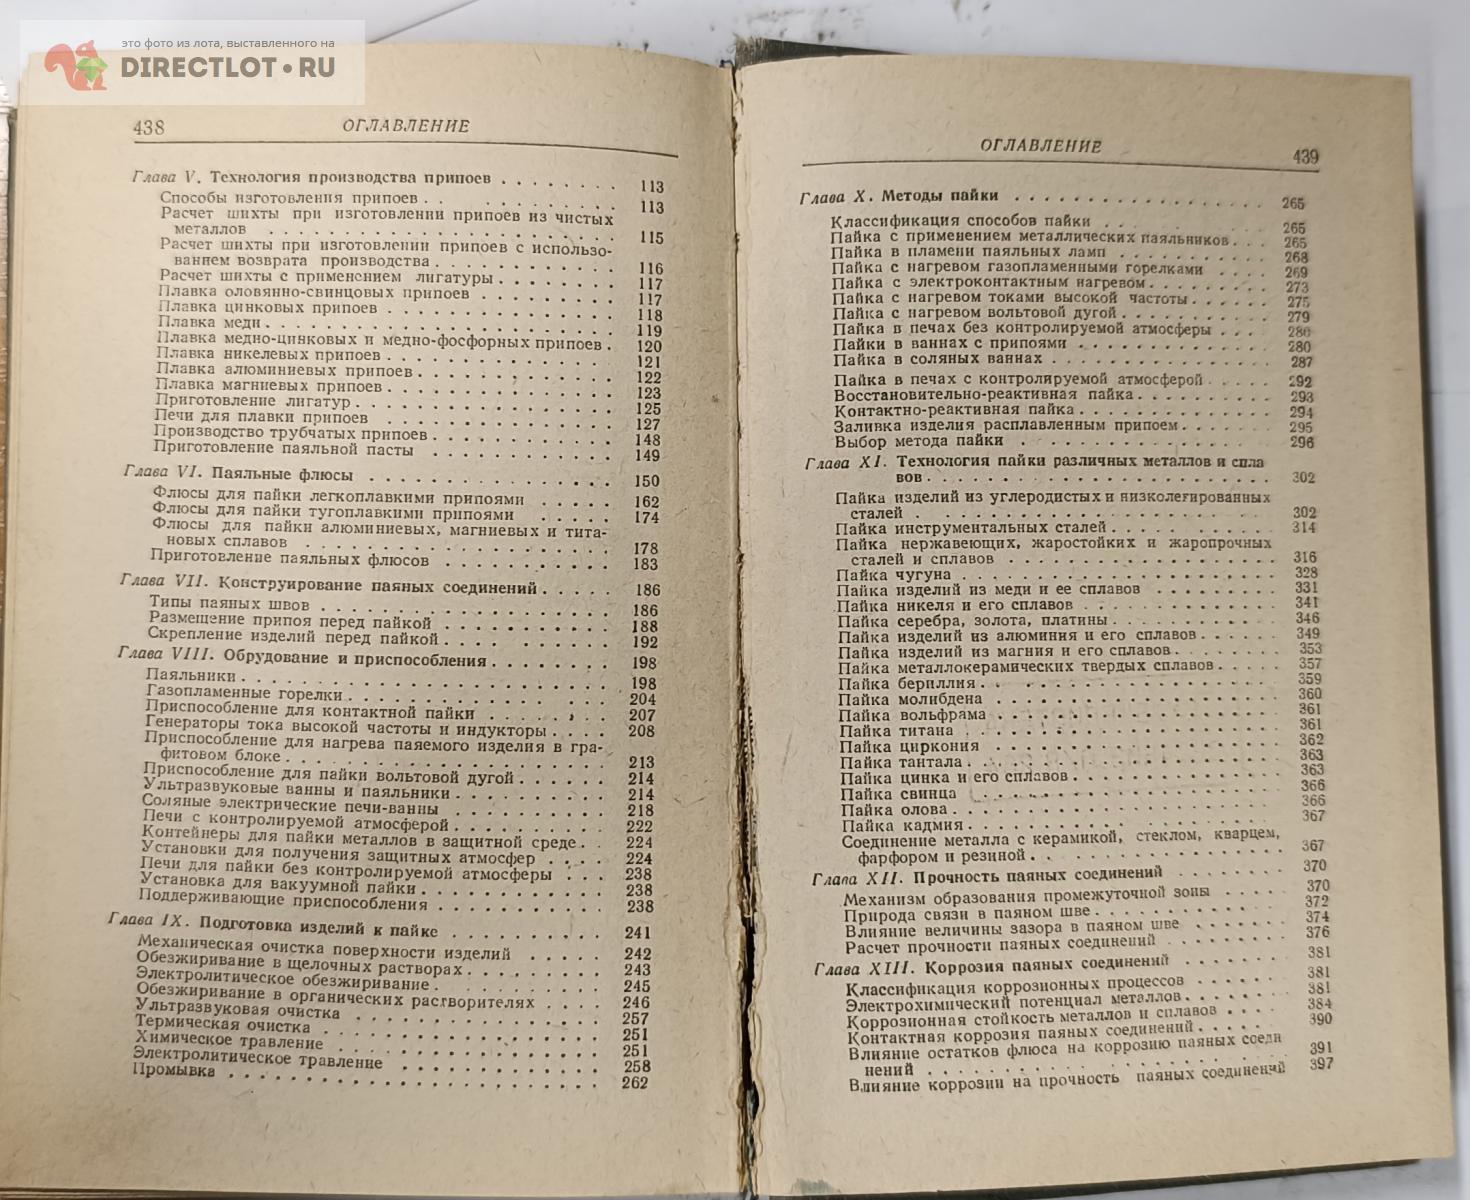 это фото из лота, выставленного на
DIRECTLOT.RU
438 ОГЛАВЛЕНИЕ
Глава V. Технология производства припоев . . . . . . . . 113
Способы изготовления припоев . . . . . . . . . 113
Расчет шихты при изготовлении припоев из чистых
металлов . . . . . . . . . . . . . . . . . 115
Расчет шихты при изготовлении припоев с использо-
ванием возврата производства . . . . . . . . . 116
Расчет шихты с применением лигатуры . . . . . . . 117
Плавка оловянно-свинцовых припоев . . . . . . . . 117
Плавка цинковых припоев . . . . . . . . . . . . 118
Плавка меди . . . . . . . . . . . . . . . . . 119
Плавка медно-цинковых и медно-фосфорных припоев . 120
Плавка никелевых припоев . . . . . . . . . . . . 121
Плавка алюминиевых припоев . . . . . . . . . . . 122
Плавка магниевых припоев . . . . . . . . . . . . 123
Приготовление лигатур . . . . . . . . . . . . . 125
Печи для плавки припоев . . . . . . . . . . . . 127
Производство трубчатых припоев . . . . . . . . . 148
Приготовление паяльной пасты . . . . . . . . . . 149
Глава VI. Паяльные флюсы . . . . . . . . . . . . . 150
Флюсы для пайки легкоплавкими припоями . . . . . 162
Флюсы для пайки тугоплавкими припоями . . . . . 174
Флюсы для пайки алюминиевых, магниевых и тита-
новых сплавов . . . . . . . . . . . . . . . . 178
Приготовление паяльных флюсов . . . . . . . . . 183
Глава VII. Конструирование паяных соединений . . . . . 186
Типы паяных швов . . . . . . . . . . . . . . . 186
Размещение припоя перед пайкой . . . . . . . . . 188
Скрепление изделий перед пайкой . . . . . . . . . 192
Глава VIII. Обрудование и приспособления . . . . . . . . 198
Паяльники . . . . . . . . . . . . . . . . . . 198
Газопламенные горелки . . . . . . . . . . . . . 204
Приспособление для контактной пайки . . . . . . . 207
Генераторы тока высокой частоты и индукторы . . . . 208
Приспособление для нагрева паяемого изделия в гра-
фитовом блоке . . . . . . . . . . . . . . . . 213
Приспособление для пайки вольтовой дугой . . . . . . 214
Ультразвуковые ванны и паяльники . . . . . . . . . 214
Соляные электрические печи-ванны . . . . . . . . . 218
Печи с контролируемой атмосферой . . . . . . . . . 222
Контейнеры для пайки металлов в защитной среде . . 224
Установки для получения защитных атмосфер . . . . 224
Печи для пайки без контролируемой атмосферы . . . 238
Установка для вакуумной пайки . . . . . . . . . . 238
Поддерживающие приспособления . . . . . . . . . 238
Глава IX. Подготовка изделий к пайке . . . . . . . . . 241
Механическая очистка поверхности изделий . . . . . 242
Обезжиривание в щелочных растворах . . . . . . . . 243
Электролитическое обезжиривание . . . . . . . . . 245
Обезжиривание в органических растворителях . . . . 246
Ультразвуковая очистка . . . . . . . . . . . . . 257
Термическая очистка . . . . . . . . . . . . . . 251
Химическое травление . . . . . . . . . . . . . . 251
Электролитическое травление . . . . . . . . . . . 258
Промывка . . . . . . . . . . . . . . . . . . . 262
ОГЛАВЛЕНИЕ 439
Глава X. Методы пайки . . . . . . . . . . . . . . 265
Классификация способов пайки . . . . . . . . . . 265
Пайка с применением металлических паяльников . . . 265
Пайка в пламени паяльных ламп . . . . . . . . . . 268
Пайка с нагревом газопламенными горелками . . . . 269
Пайка с электроконтактным нагревом . . . . . . . . 273
Пайка с нагревом токами высокой частоты . . . . . . 275
Пайка с нагревом вольтовой дугой . . . . . . . . . 279
Пайка в печах без контролируемой атмосферы . . . 280
Пайки в ваннах с припоями . . . . . . . . . . . . 280
Пайка в соляных ваннах . . . . . . . . . . . . . 287
Пайка в печах с контролируемой атмосферой . . . . . 292
Восстановительно-реактивная пайка . . . . . . . . . 293
Контактно-реактивная пайка . . . . . . . . . . . . 294
Заливка изделия расплавленным припоем . . . . . . 295
Выбор метода пайки . . . . . . . . . . . . . . . 296
Глава XI. Технология пайки различных металлов и спла
вов . . . . . . . . . . . . . . . . . . . . . . 302
Пайка изделий из углеродистых и низколегированных
сталей . . . . . . . . . . . . . . . . . . . . 302
Пайка инструментальных сталей . . . . . . . . . . 314
Пайка нержавеющих, жаростойких и жаропрочных
сталей и сплавов . . . . . . . . . . . . . . . 316
Пайка чугуна . . . . . . . . . . . . . . . . . 328
Пайка изделий из меди и ее сплавов . . . . . . . . 331
Пайка никеля и его сплавов . . . . . . . . . . . . 341
Пайка серебра, золота, платины . . . . . . . . . . 346
Пайка изделий из алюминия и его сплавов . . . . . . 349
Пайка изделий из магния и его сплавов . . . . . . . 353
Пайка металлокерамических твердых сплавов . . . . . 357
Пайка бериллия . . . . . . . . . . . . . . . . 359
Пайка молибдена . . . . . . . . . . . . . . . . 360
Пайка вольфрама . . . . . . . . . . . . . . . . 361
Пайка титана . . . . . . . . . . . . . . . . . 361
Пайка циркония . . . . . . . . . . . . . . . . 362
Пайка тантала . . . . . . . . . . . . . . . . . 363
Пайка цинка и его сплавов . . . . . . . . . . . . 363
Пайка свинца . . . . . . . . . . . . . . . . . 366
Пайка олова . . . . . . . . . . . . . . . . . . 366
Пайка кадмия . . . . . . . . . . . . . . . . . 367
Соединение металла с керамикой, стеклом, кварцем,
фарфором и резиной . . . . . . . . . . . . . . 367
Глава XII. Прочность паяных соединений . . . . . . . . 370
Механизм образования промежуточной зоны . . . . . 370
Природа связи в паяном шве . . . . . . . . . . . . 372
Влияние величины зазора в паяном шве . . . . . . . 374
Расчет прочности паяных соединений . . . . . . . . 376
Глава XIII. Коррозия паяных соединений . . . . . . . . 381
Классификация коррозионных процессов . . . . . . 381
Электрохимический потенциал металлов . . . . . . . 381
Коррозионная стойкость металлов и сплавов . . . . 384
Контактная коррозия паяных соединений . . . . . . 390
Влияние остатков флюса на коррозию паяных соеди
нений . . . . . . . . . . . . . . . . . . . . 391
Влияние коррозии на прочность паяных соединений 397